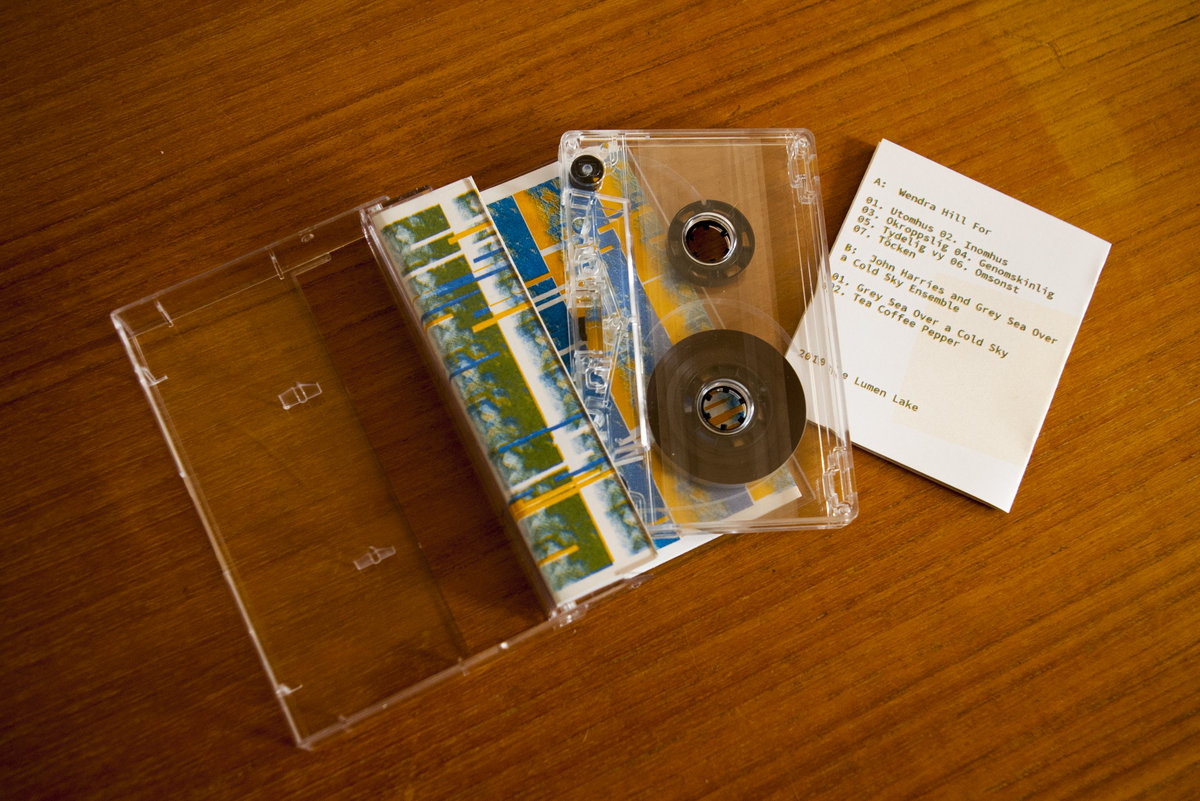 A: Wendra Hill For
01. Utomhus 02. Inomhus
03. Okroppslig 04. Genomskinlig
05. Tydelig vy 06. Omsonst
07. Töcken
B: John Harries and Grey Sea Over
a Cold Sky Ensemble
01. Grey Sea Over a Cold Sky
02. Tea Coffee Pepper
2019 The Lumen Lake